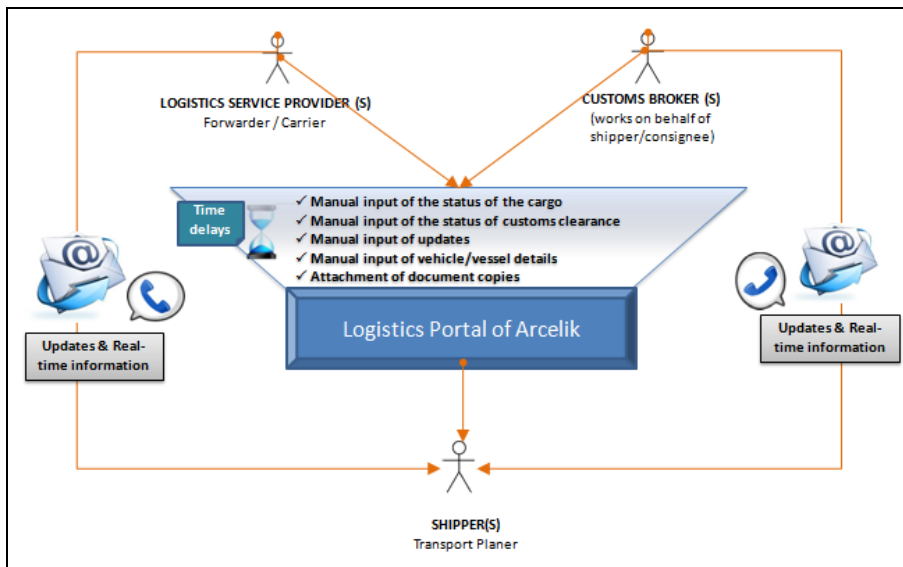 LOGISTICS SERVICE PROVIDER (S)
Forwarder / Carrier
CUSTOMS BROKER (S)
(works on behalf of
shipper/consignee)
Time
delays
✓ Manual input of the status of the cargo
✓ Manual input of the status of customs clearance
✓ Manual input of updates
✓ Manual input of vehicle/vessel details
✓ Attachment of document copies
@
@
Logistics Portal of Arcelik
Updates & Real-
time information
Updates & Real-
time information
SHIPPER(S)
Transport Planer